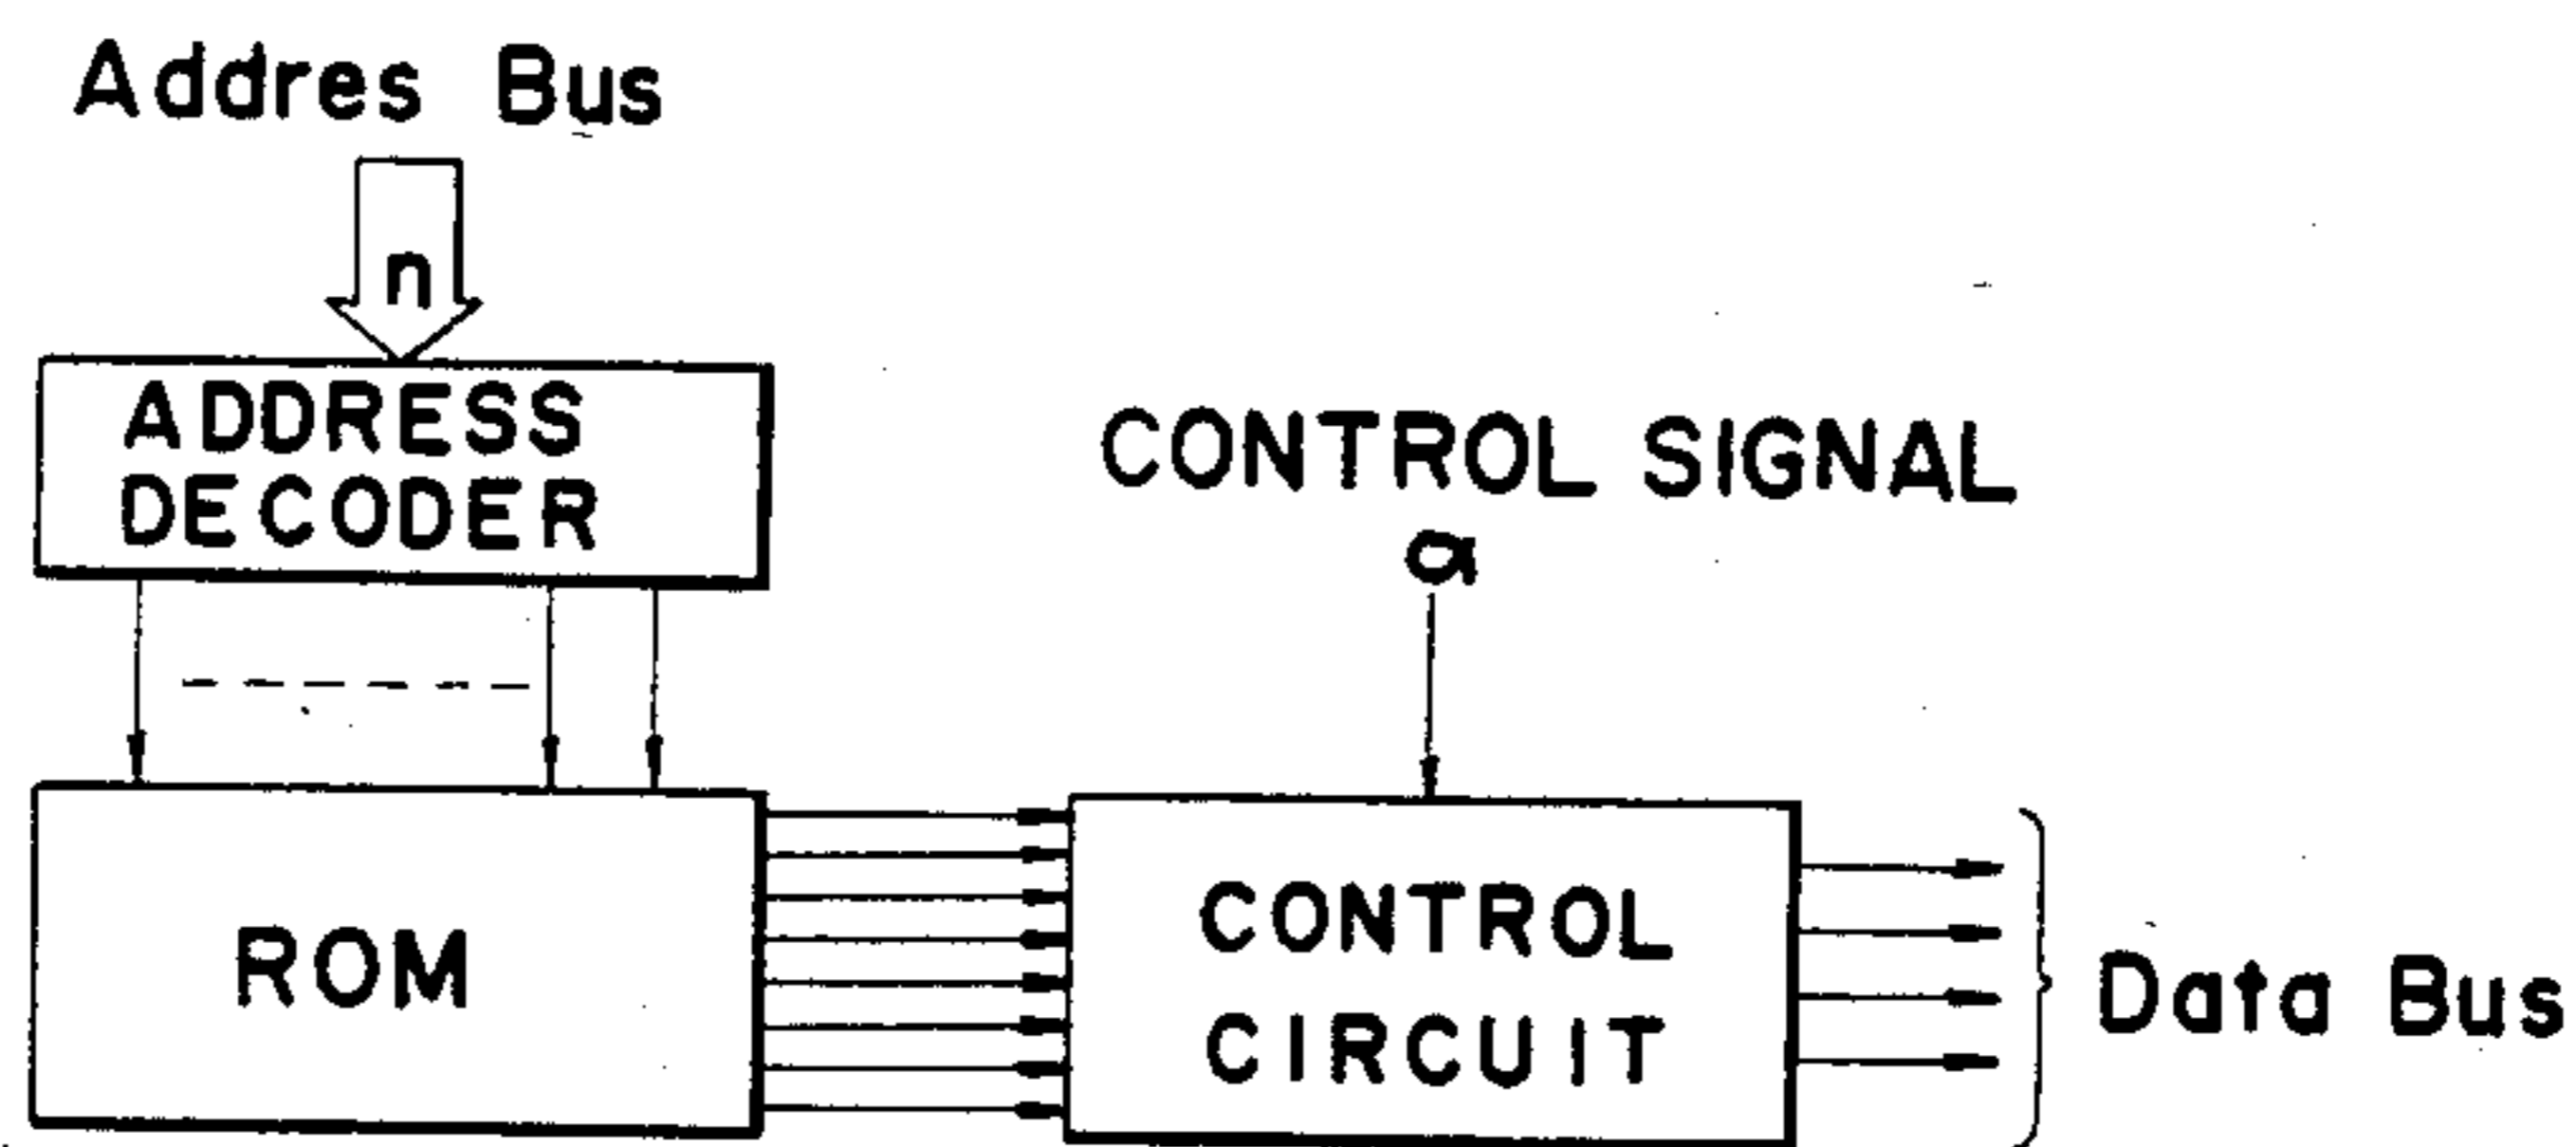 Addres Bus
n
ADDRESS
DECODER
CONTROL SIGNAL
a
ROM
CONTROL
CIRCUIT
Data Bus